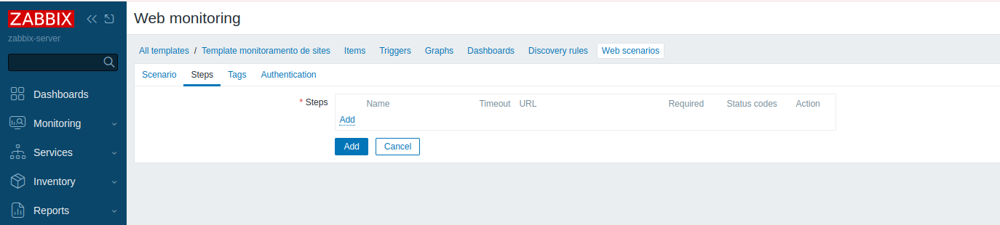 ZABBIX
zabbix-server
Dashboards
Monitoring
Services
Inventory
Reports
Web monitoring
All templates / Template monitoramento de sites Items Triggers Graphs Dashboards Discovery rules Web scenarios
Scenario Steps Tags Authentication
* Steps Name Timeout URL Required Status codes Action
Add
Add Cancel